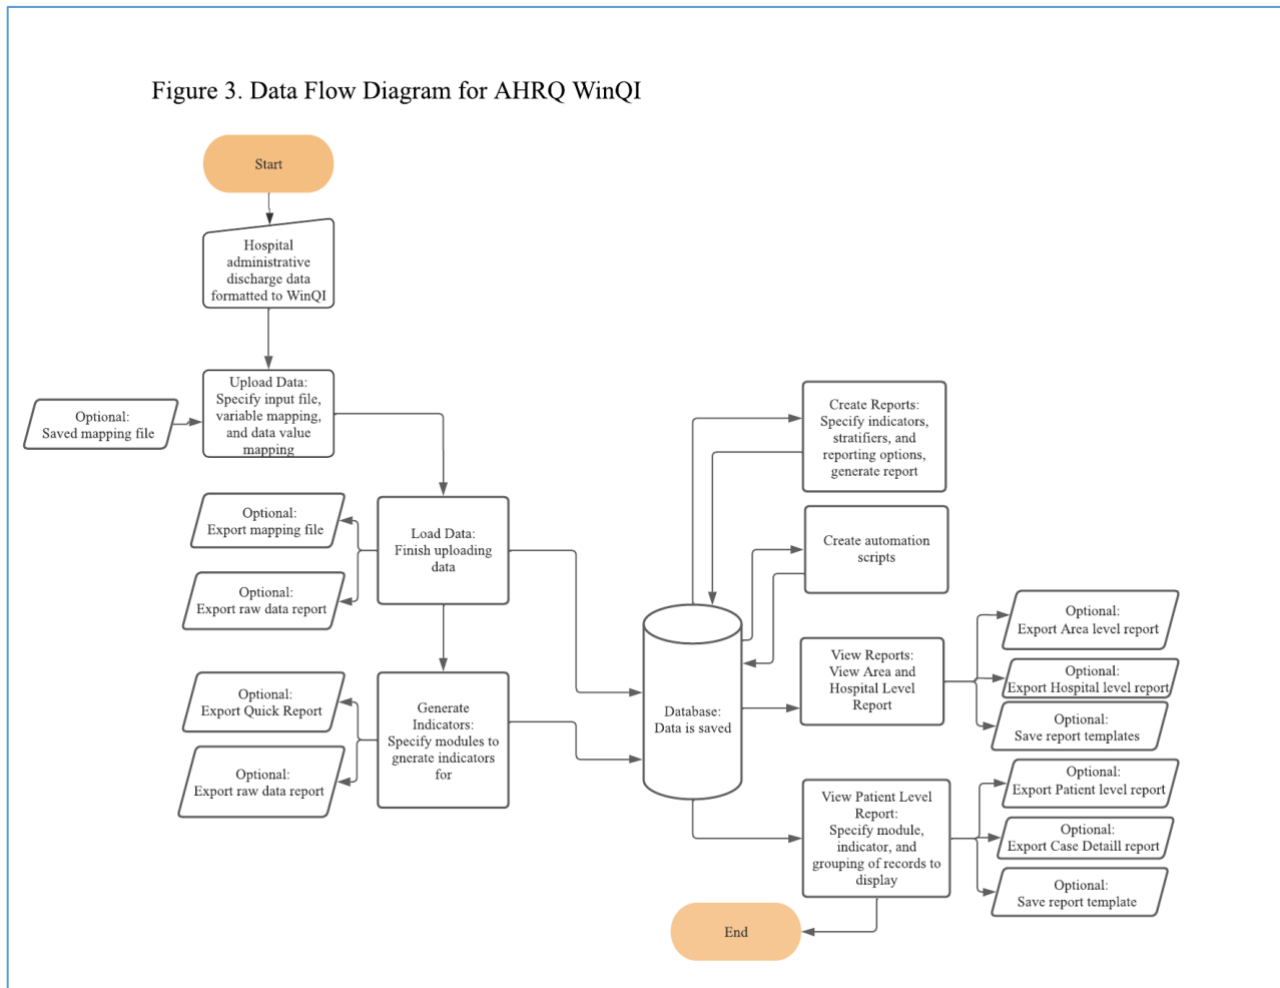 Figure 3. Data Flow Diagram for AHRQ WinQI
Start
Hospital
administrative
discharge data
formatted to WinQI
Upload Data:
Specify input file,
variable mapping,
and data value
mapping
Optional:
Saved mapping file
Optional:
Export mapping file
Optional:
Export raw data report
Load Data:
Finish uploading
data
Optional:
Export Quick Report
Optional:
Export raw data report
Generate
Indicators:
Specify modules to
gnerate indicators
for
Database:
Data is saved
Create Reports:
Specify indicators,
stratifiers, and
reporting options,
generate report
Create automation
scripts
View Reports:
View Area and
Hospital Level
Report
Optional:
Export Area level report
Optional:
Export Hospital level report
Optional:
Save report templates
View Patient Level
Report:
Specify module,
indicator, and
grouping of records to
display
Optional:
Export Patient level report
Optional:
Export Case Detaill report
Optional:
Save report template
End